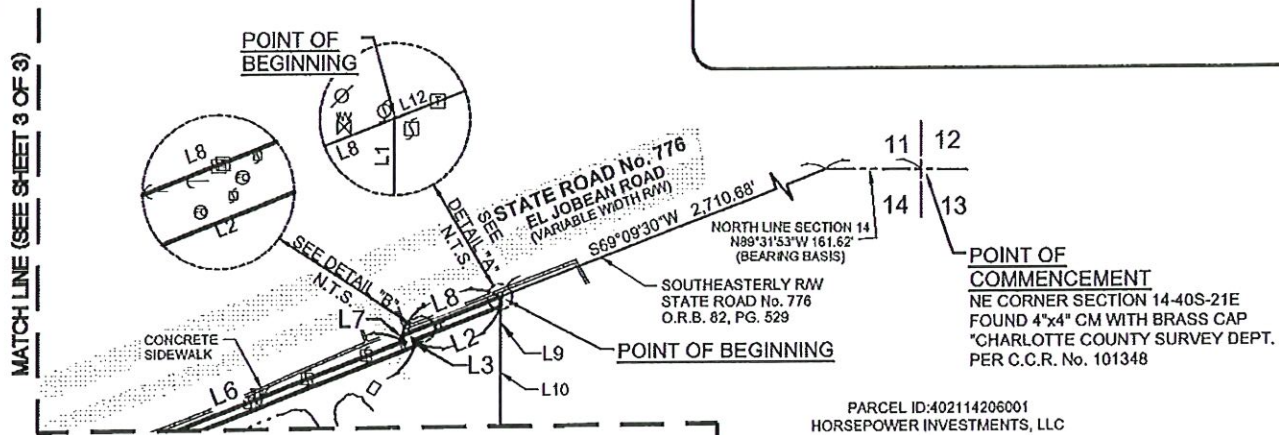 MATCH LINE (SEE SHEET 3 OF 3)
POINT OF
BEGINNING
L12
L8
L1
L8
L2
STATE ROAD No. 776
EL JOBEAN ROAD
(VARIABLE WIDTH R/W)
SEE
DETAIL "A"
N.T.S.
SEE DETAIL "B"
N.T.S.
S69°09'30"W 2,710.68'
11
12
14
13
NORTH LINE SECTION 14
N89°31'53"W 161.62'
(BEARING BASIS)
POINT OF
COMMENCEMENT
NE CORNER SECTION 14-40S-21E
FOUND 4"x4" CM WITH BRASS CAP
"CHARLOTTE COUNTY SURVEY DEPT.
PER C.C.R. No. 101348
SOUTHEASTERLY R/W
STATE ROAD No. 776
O.R.B. 82, PG. 529
L8
L7
L2
L3
L9
POINT OF BEGINNING
CONCRETE
SIDEWALK
L6
L10
PARCEL ID:402114206001
HORSEPOWER INVESTMENTS, LLC